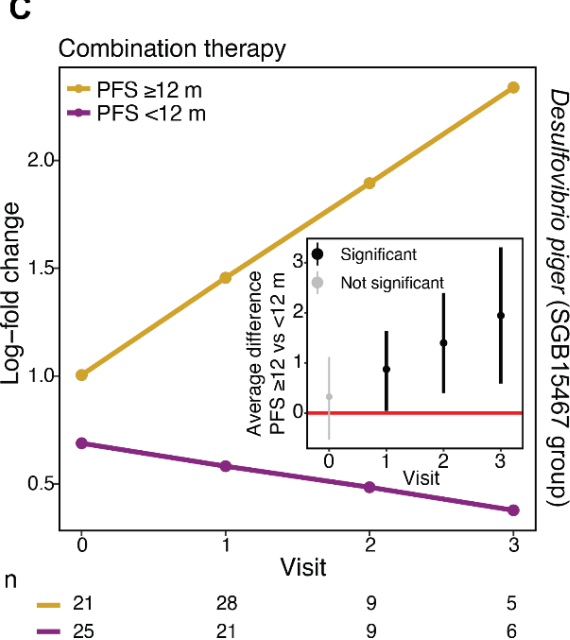 C
Combination therapy
PFS ≥12 m
PFS <12 m
Log−fold change
2.0
1.5
1.0
0.5
0 1 2 3
Visit
Desulfovibrio piger (SGB15467 group)
Significant
Not significant
Average difference
PFS ≥12 vs <12 m
3
2
1
0
0 1 2 3
Visit
n
21 28 9 5
25 21 9 6